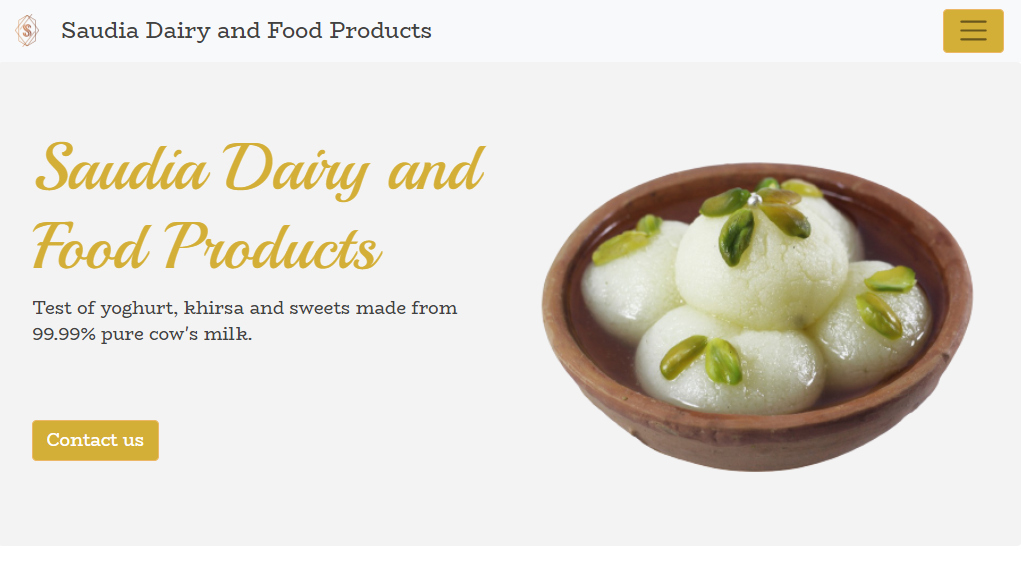 S
Saudia Dairy and Food Products
Saudia Dairy and
Food Products
Test of yoghurt, khirsa and sweets made from
99.99% pure cow's milk.
Contact us